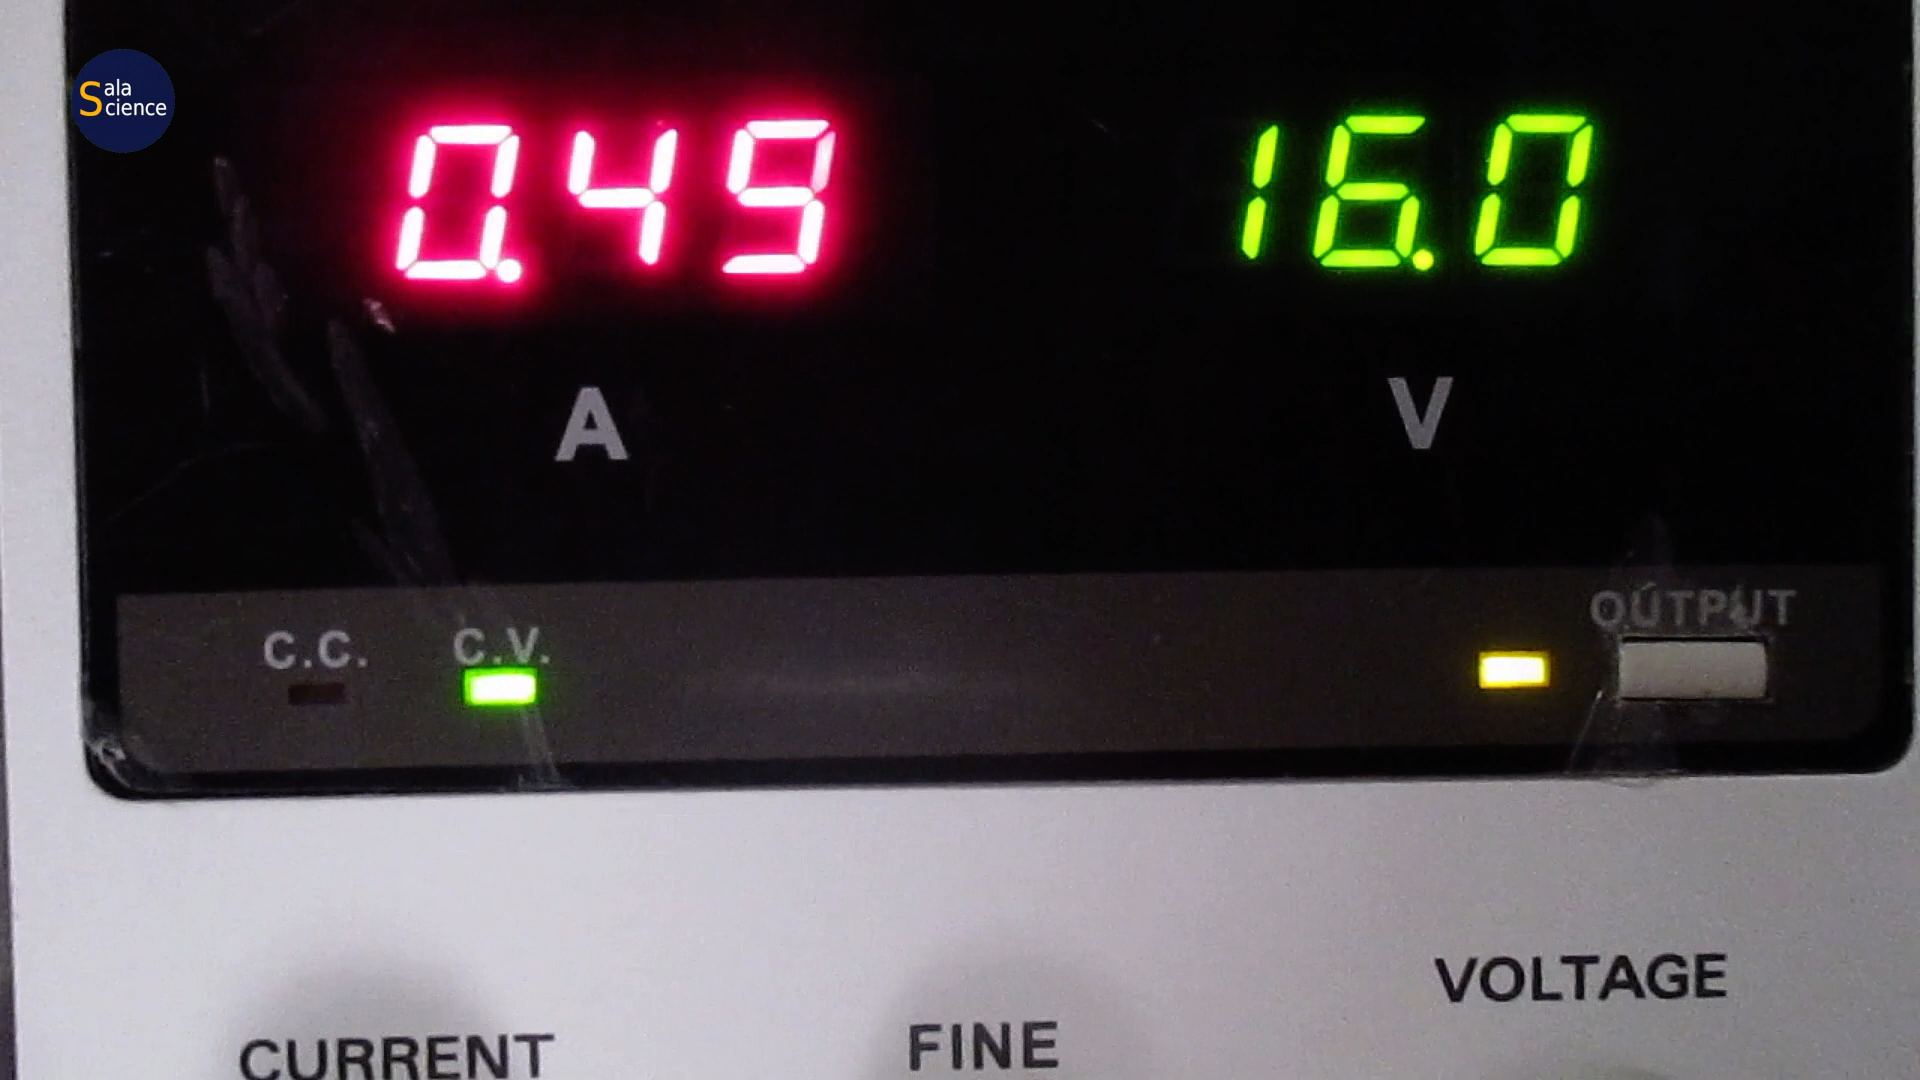 Sala
Science
0.49 16.0
A V
C.C. C.V. OUTPUT
VOLTAGE
CURRENT FINE